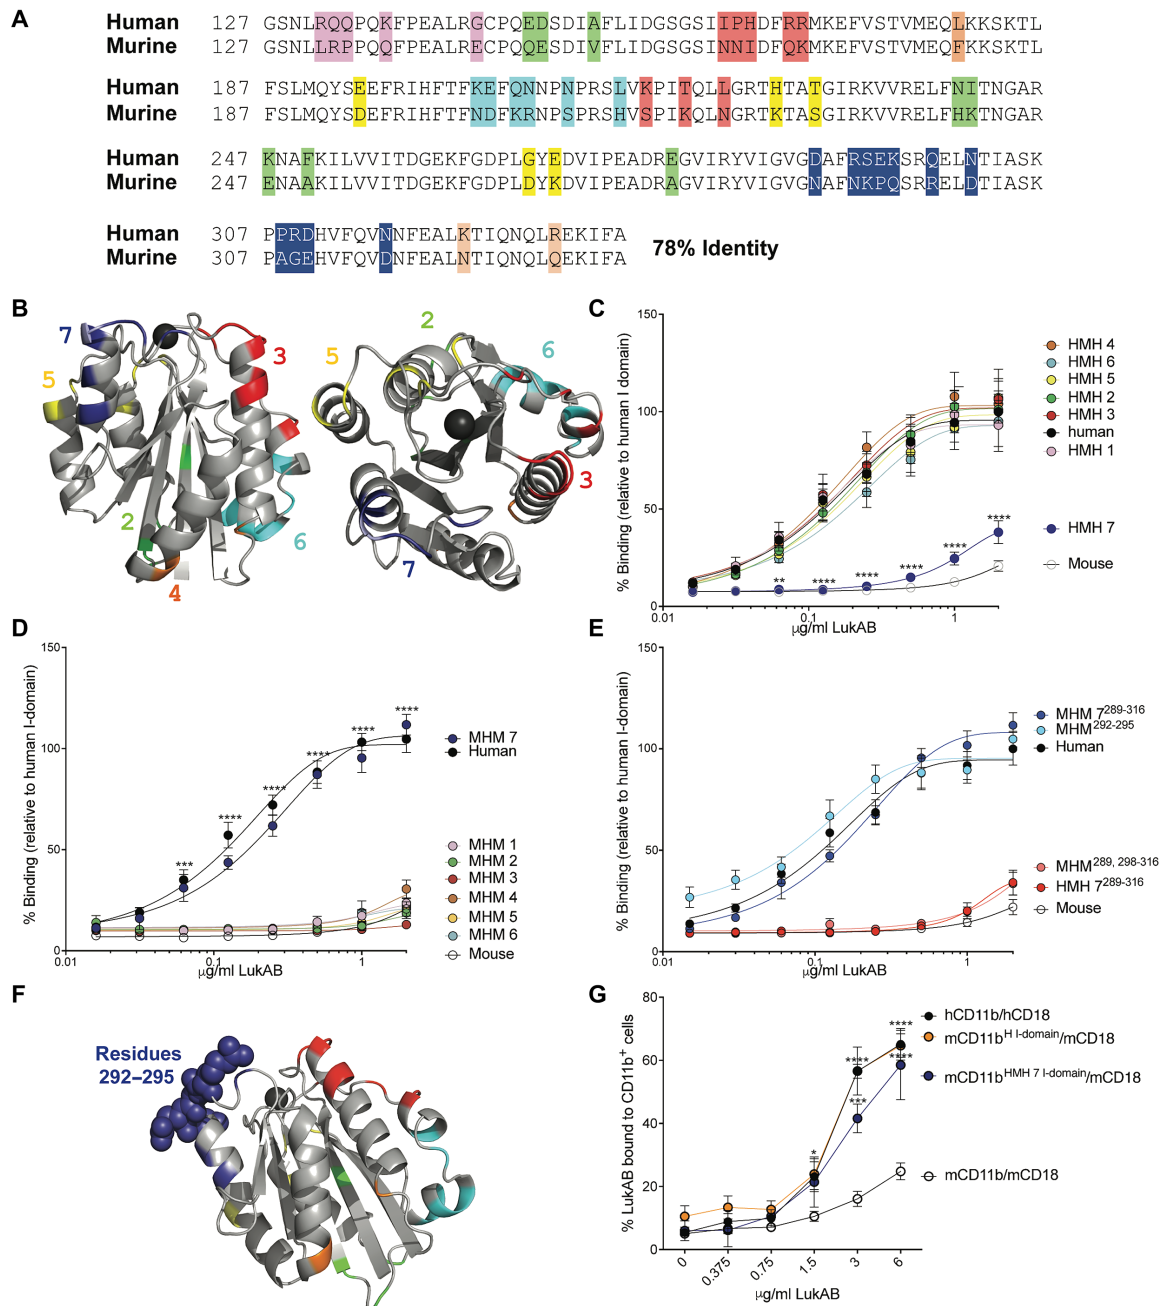 A
Human 127 GSNLRQQPQKFPEALRGCPQEDSDIAFLIDGSGSIIPHDFRRMKEFVSTVMEQLKKSKTL
Murine 127 GSNLLRPPQQFPEALRECPQQESDIVFLIDGSGSINNIDFQKMKEFVSTVMEQFKKSKTL
Human 187 FSLMQYSEEFRIHFTFKEFQNNPNPRSLVKPITQLLGRTHTATGIRKVVRELFNITNGAR
Murine 187 FSLMQYSDEFRIHFTFNDFKRNPSPRSHVSPIKQLNGRTKTASGIRKVVRELFHKTNGAR
Human 247 KNAFKILVVITDGEKFGDPLGYEDVIPEADREGVIRYVIGVGDAFRSEKSRQELNTIASK
Murine 247 ENAAKILVVITDGEKFGDPLDYKDVIPEADRAGVIRYVIGVGNAFNKPQSRRELDTIASK
Human 307 PPRDHVFQVNNFEALKTIQNQLREKIFA
Murine 307 PAGEHVFQVDNFEALNTIQNQLQEKIFA
78% Identity
B
7
3
5
2
6
4
2
5
6
3
7
C
% Binding (relative to human I domain)
150
100
50
0
0.01
0.1
1
µg/ml LukAB
** **** **** **** **** ****
HMH 4
HMH 6
HMH 5
HMH 2
HMH 3
human
HMH 1
HMH 7
Mouse
D
% Binding (relative to human I-domain)
150
100
50
0
0.01
0.1
1
µg/ml LukAB
*** **** **** **** **** ****
MHM 7
Human
MHM 1
MHM 2
MHM 3
MHM 4
MHM 5
MHM 6
Mouse
E
% Binding (relative to human I-domain)
150
100
50
0
0.01
0.1
1
µg/ml LukAB
MHM 7289-316
MHM292-295
Human
MHM289, 298-316
HMH 7289-316
Mouse
F
Residues
292–295
G
% LukAB bound to CD11b+ cells
80
60
40
20
0
0
0.375
0.75
1.5
3
6
µg/ml LukAB
* **** *** **** ****
hCD11b/hCD18
mCD11bH I-domain/mCD18
mCD11bHMH 7 I-domain/mCD18
mCD11b/mCD18